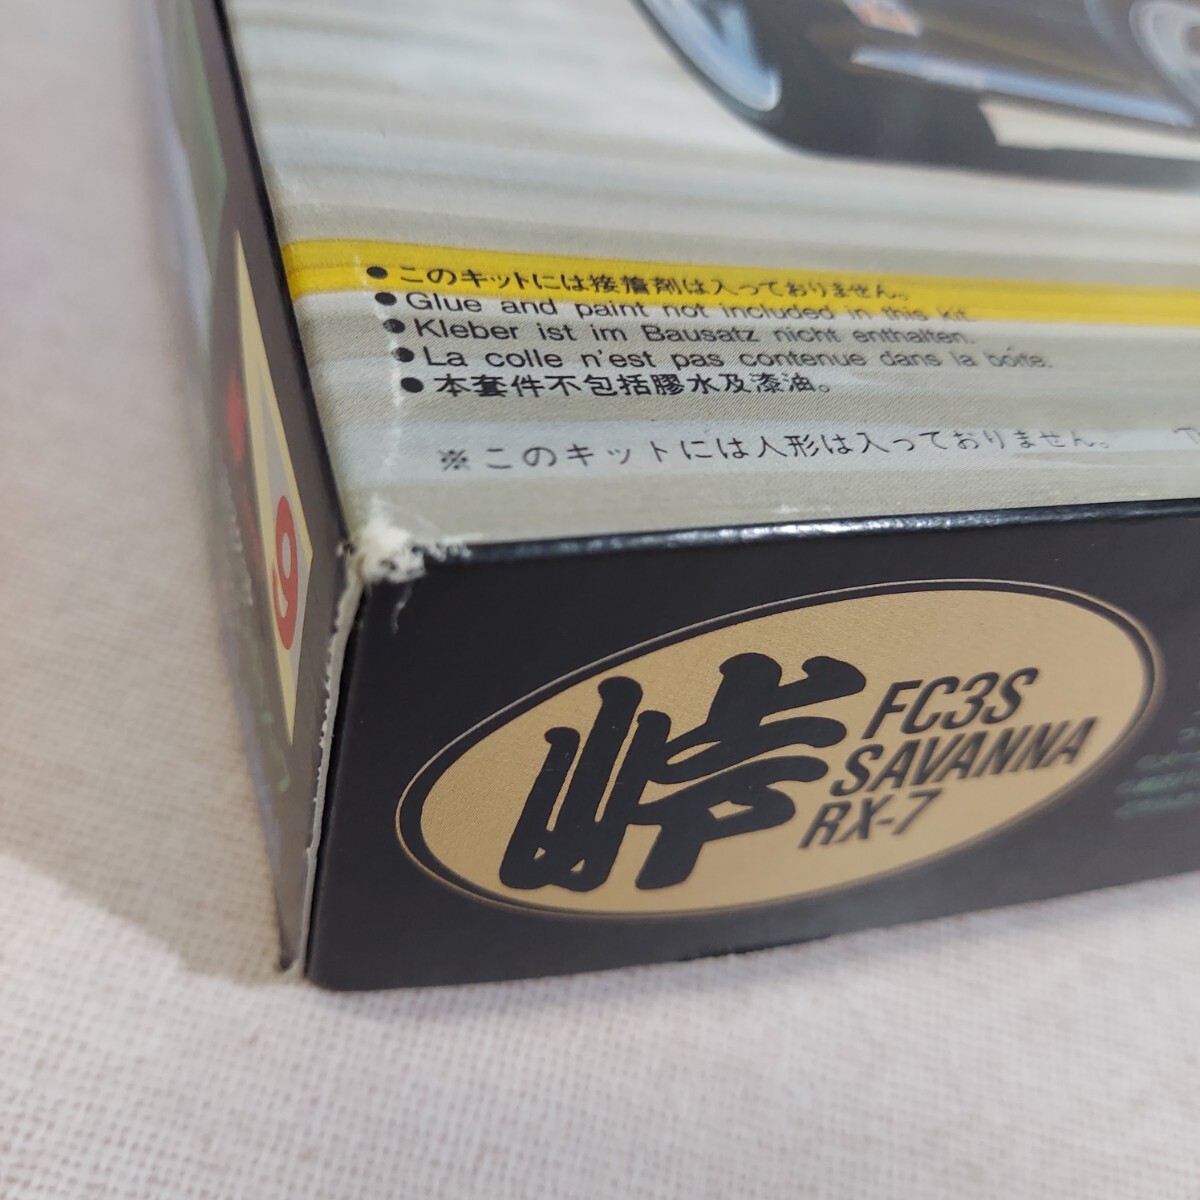 ● このキットには接着剤は入っておりません。
● Glue and paint not included in this kit.
● Kleber ist im Bausatz nicht enthalten.
● La colle n'est pas contenue dans la boîte.
● 本套件不包括膠水及漆油。
※このキットには人形は入っておりません。
峠
FC3S
SAVANNA
RX-7
9